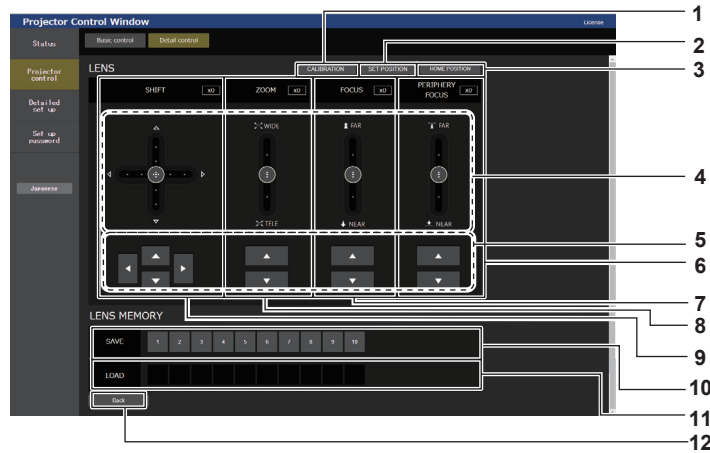 Projector Control Window
License
Status
Projector
control
Detailed
set up
Set up
password
Japanese
Basic control
Detail control
LENS
CALIBRATION
SET POSITION
HOME POSITION
SHIFT
x0
ZOOM
x0
FOCUS
x0
PERIPHERY
FOCUS
x0
WIDE
FAR
FAR
TELE
NEAR
NEAR
LENS MEMORY
SAVE
1 2 3 4 5 6 7 8 9 10
LOAD
Back
1
2
3
4
5
6
7
8
9
10
11
12